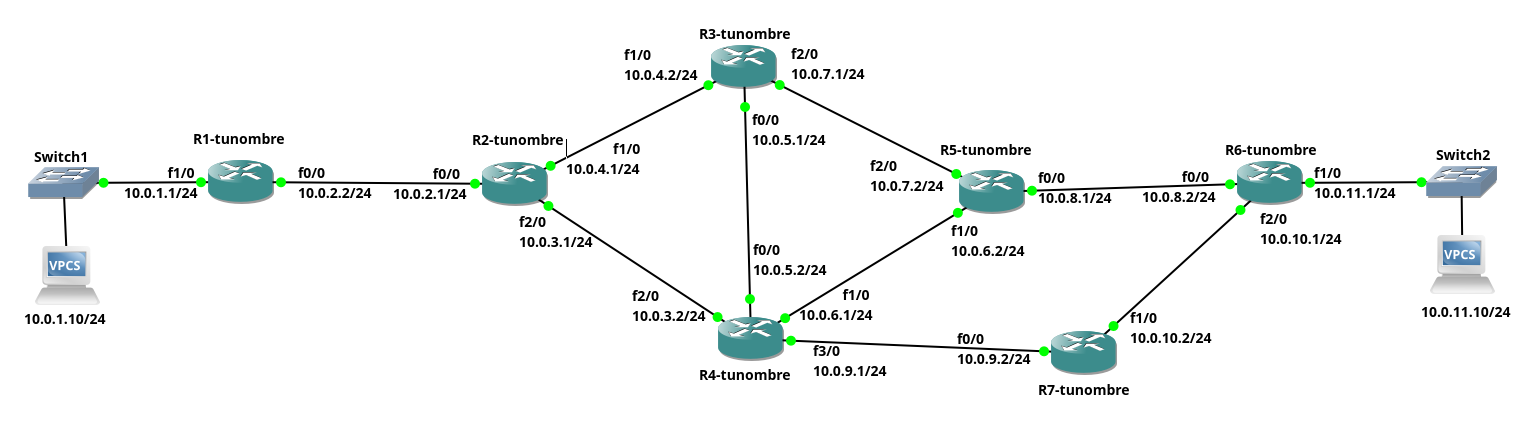 R3-tunombre
f1/0
10.0.4.2/24
f2/0
10.0.7.1/24
f0/0
10.0.5.1/24
Switch1
f1/0
10.0.1.1/24
R1-tunombre
f0/0
10.0.2.2/24
R2-tunombre
f0/0
10.0.2.1/24
f1/0
10.0.4.1/24
f2/0
10.0.3.1/24
VPCS
10.0.1.10/24
f0/0
10.0.5.2/24
f2/0
10.0.3.2/24
f1/0
10.0.6.1/24
f3/0
10.0.9.1/24
R4-tunombre
R5-tunombre
f2/0
10.0.7.2/24
f0/0
10.0.8.1/24
f1/0
10.0.6.2/24
R6-tunombre
f0/0
10.0.8.2/24
f1/0
10.0.11.1/24
f2/0
10.0.10.1/24
Switch2
VPCS
10.0.11.10/24
f0/0
10.0.9.2/24
f1/0
10.0.10.2/24
R7-tunombre